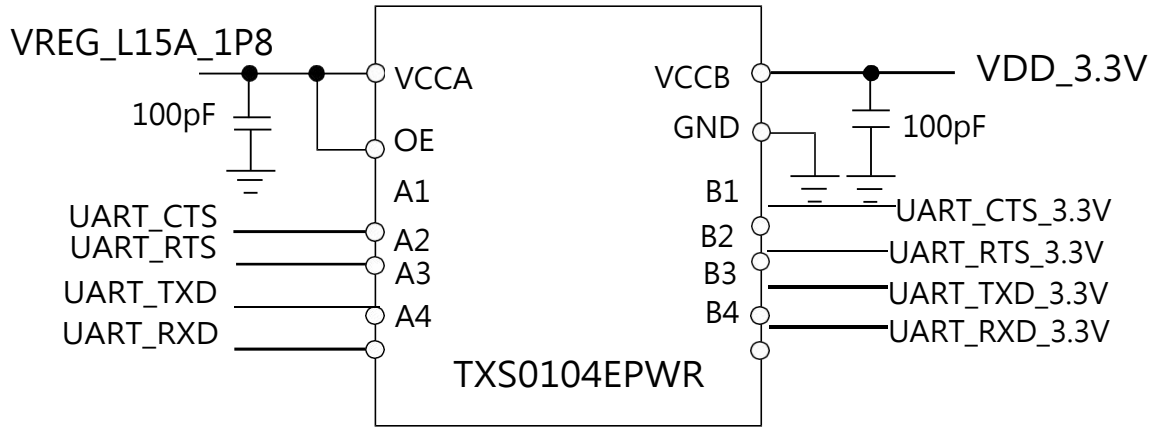 VREG_L15A_1P8
VCCA
VCCB
VDD_3.3V
100pF
OE
GND
100pF
A1
B1
UART_CTS
UART_CTS_3.3V
A2
B2
UART_RTS
UART_RTS_3.3V
A3
B3
UART_TXD
UART_TXD_3.3V
A4
B4
UART_RXD
UART_RXD_3.3V
TXS0104EPWR